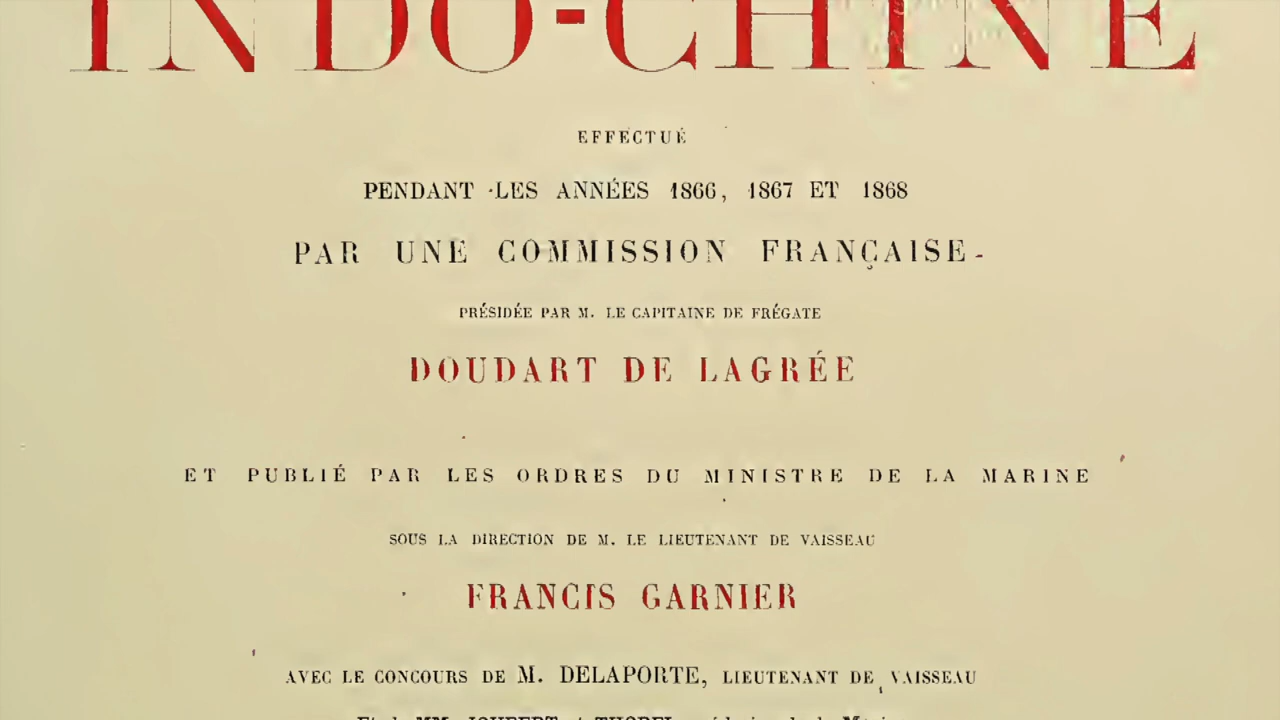 INDO-CHINE
EFFECTUÉ
PENDANT LES ANNÉES 1866, 1867 ET 1868
PAR UNE COMMISSION FRANÇAISE
PRÉSIDÉE PAR M. LE CAPITAINE DE FRÉGATE
DOUDART DE LAGRÉE
ET PUBLIÉ PAR LES ORDRES DU MINISTRE DE LA MARINE
SOUS LA DIRECTION DE M. LE LIEUTENANT DE VAISSEAU
FRANCIS GARNIER
AVEC LE CONCOURS DE M. DELAPORTE, LIEUTENANT DE VAISSEAU